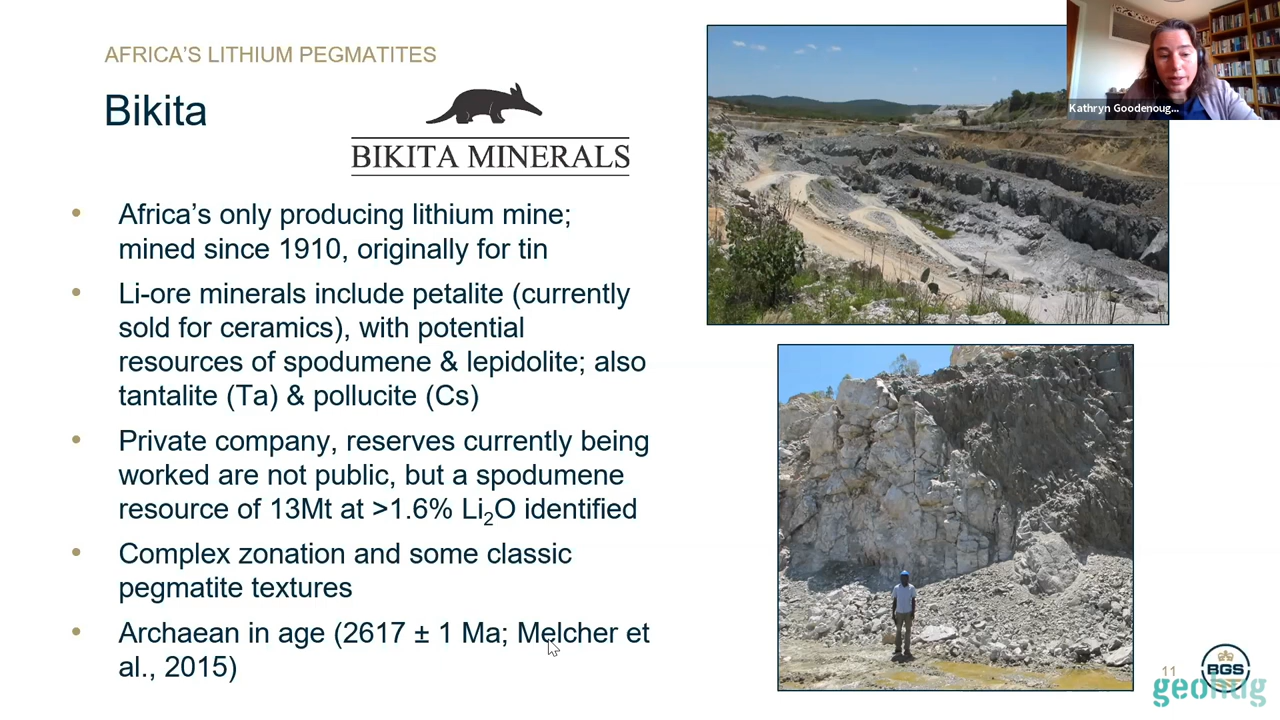 AFRICA'S LITHIUM PEGMATITES
Bikita
BIKITA MINERALS
• Africa's only producing lithium mine;
mined since 1910, originally for tin
• Li-ore minerals include petalite (currently
sold for ceramics), with potential
resources of spodumene & lepidolite; also
tantalite (Ta) & pollucite (Cs)
• Private company, reserves currently being
worked are not public, but a spodumene
resource of 13Mt at >1.6% Li₂O identified
• Complex zonation and some classic
pegmatite textures
• Archaean in age (2617 ± 1 Ma; Melcher et
al., 2015)
Kathryn Goodenoug...
11
BGS
geohug